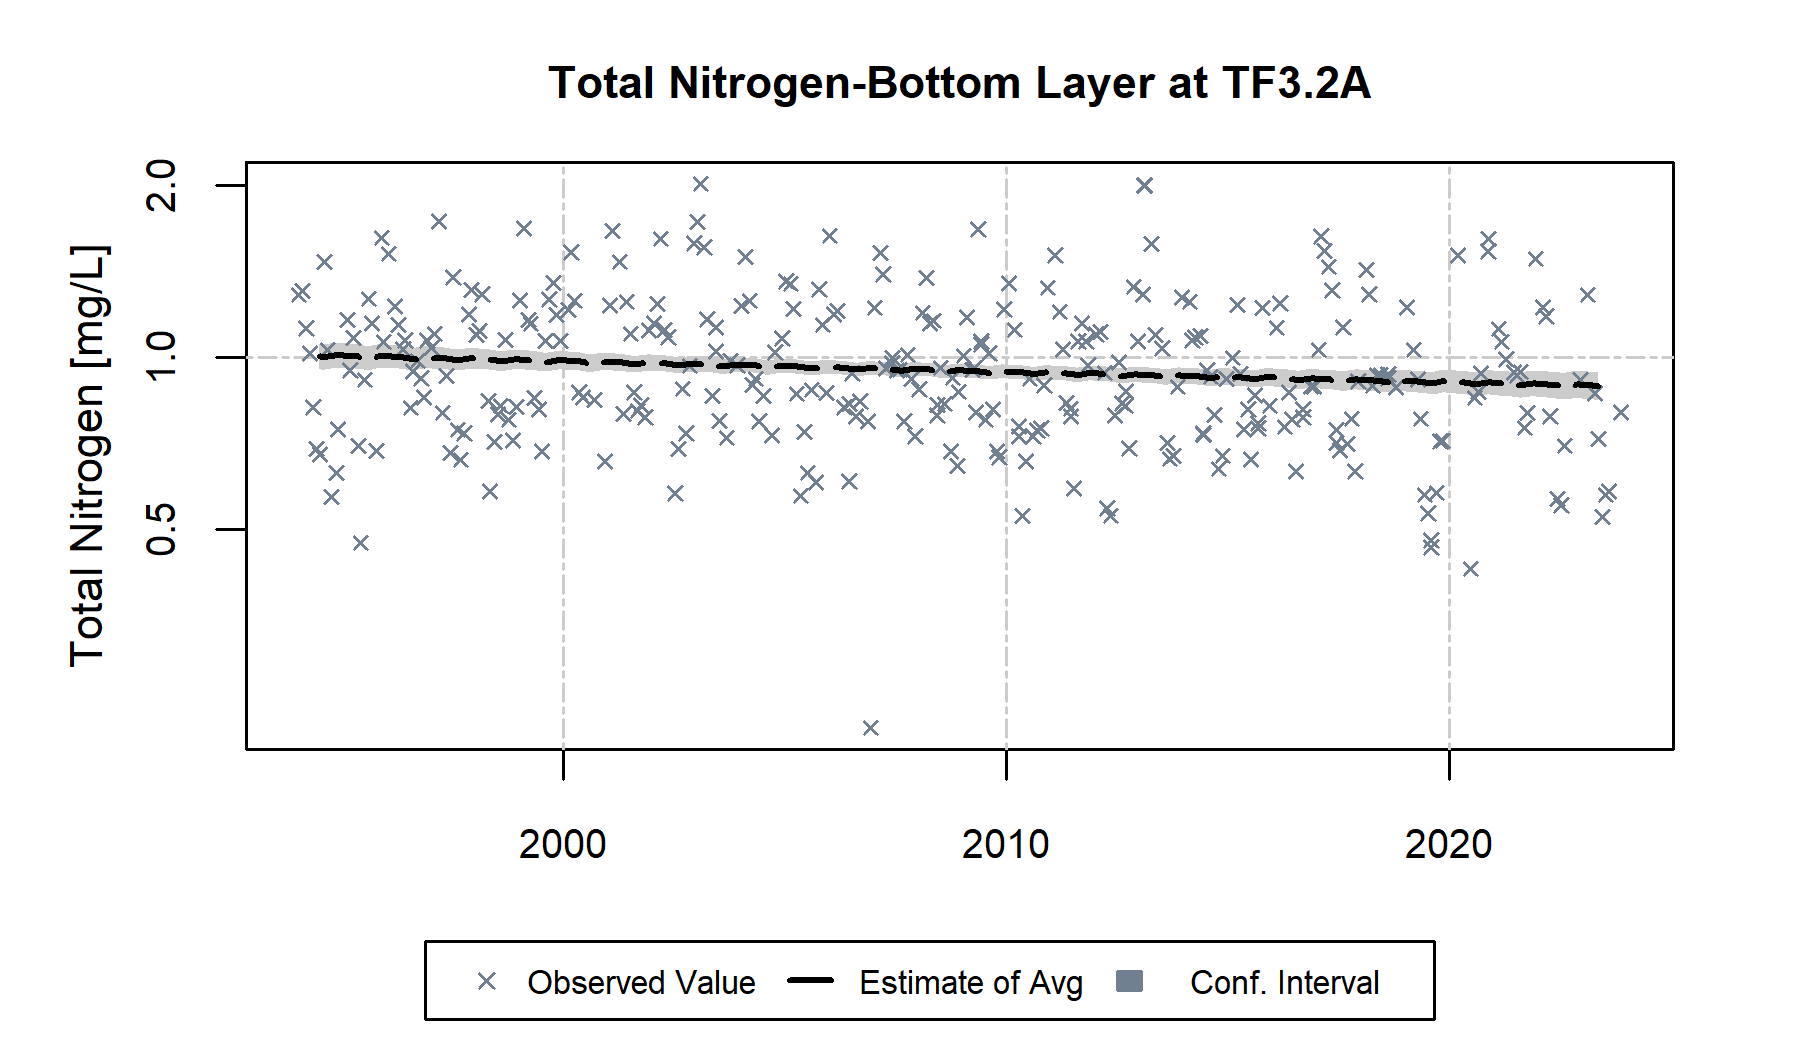 Total Nitrogen-Bottom Layer at TF3.2A
Total Nitrogen [mg/L]
2.0
1.0
0.5
2000 2010 2020
Observed Value Estimate of Avg Conf. Interval